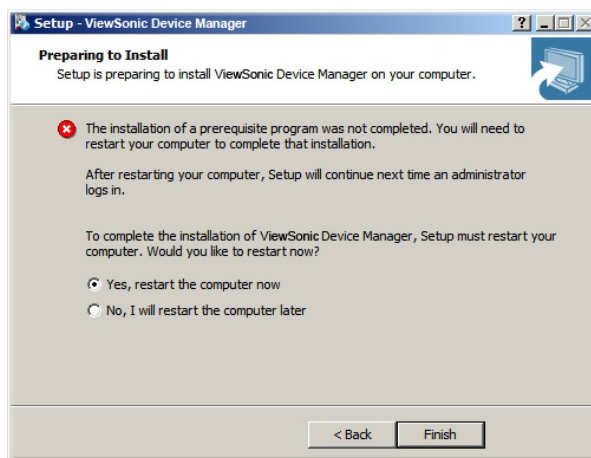 Setup - ViewSonic Device Manager
Preparing to Install
Setup is preparing to install ViewSonic Device Manager on your computer.
The installation of a prerequisite program was not completed. You will need to
restart your computer to complete that installation.
After restarting your computer, Setup will continue next time an administrator
logs in.
To complete the installation of ViewSonic Device Manager, Setup must restart your
computer. Would you like to restart now?
Yes, restart the computer now
No, I will restart the computer later
< Back Finish